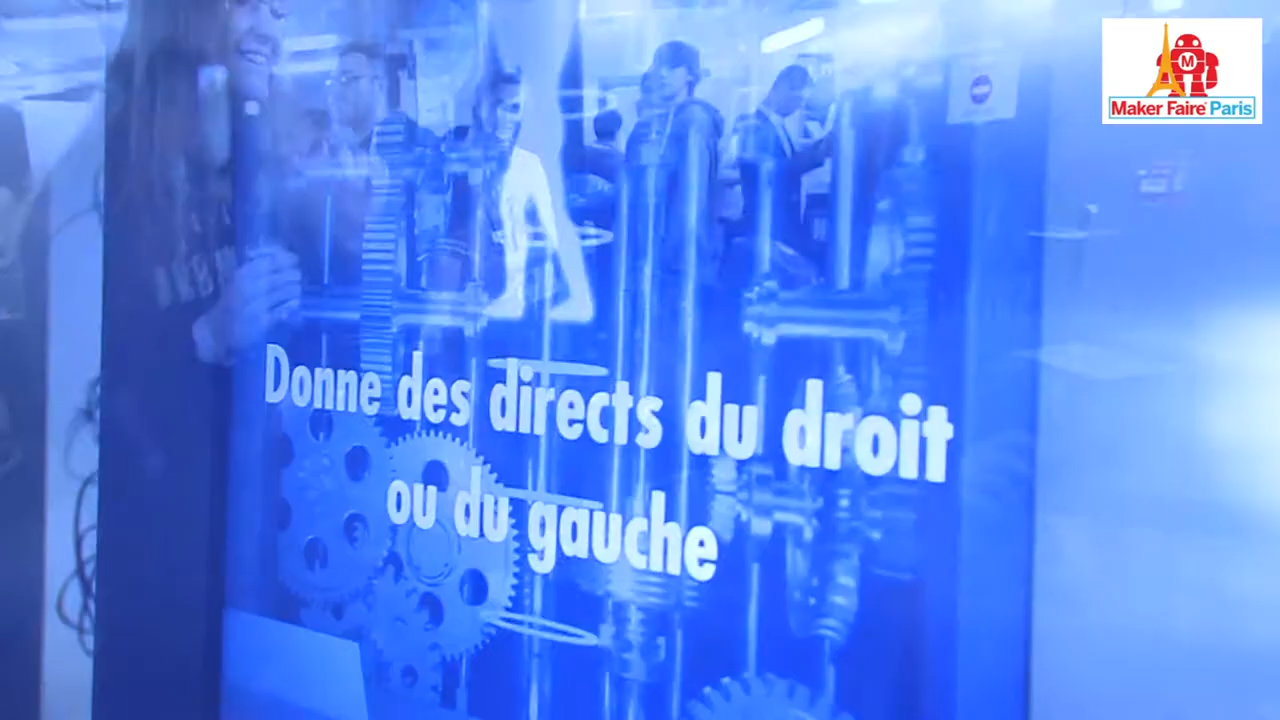 M
Maker Faire Paris
Donne des directs du droit
ou du gauche